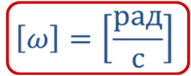 [ω] = [рад/с]